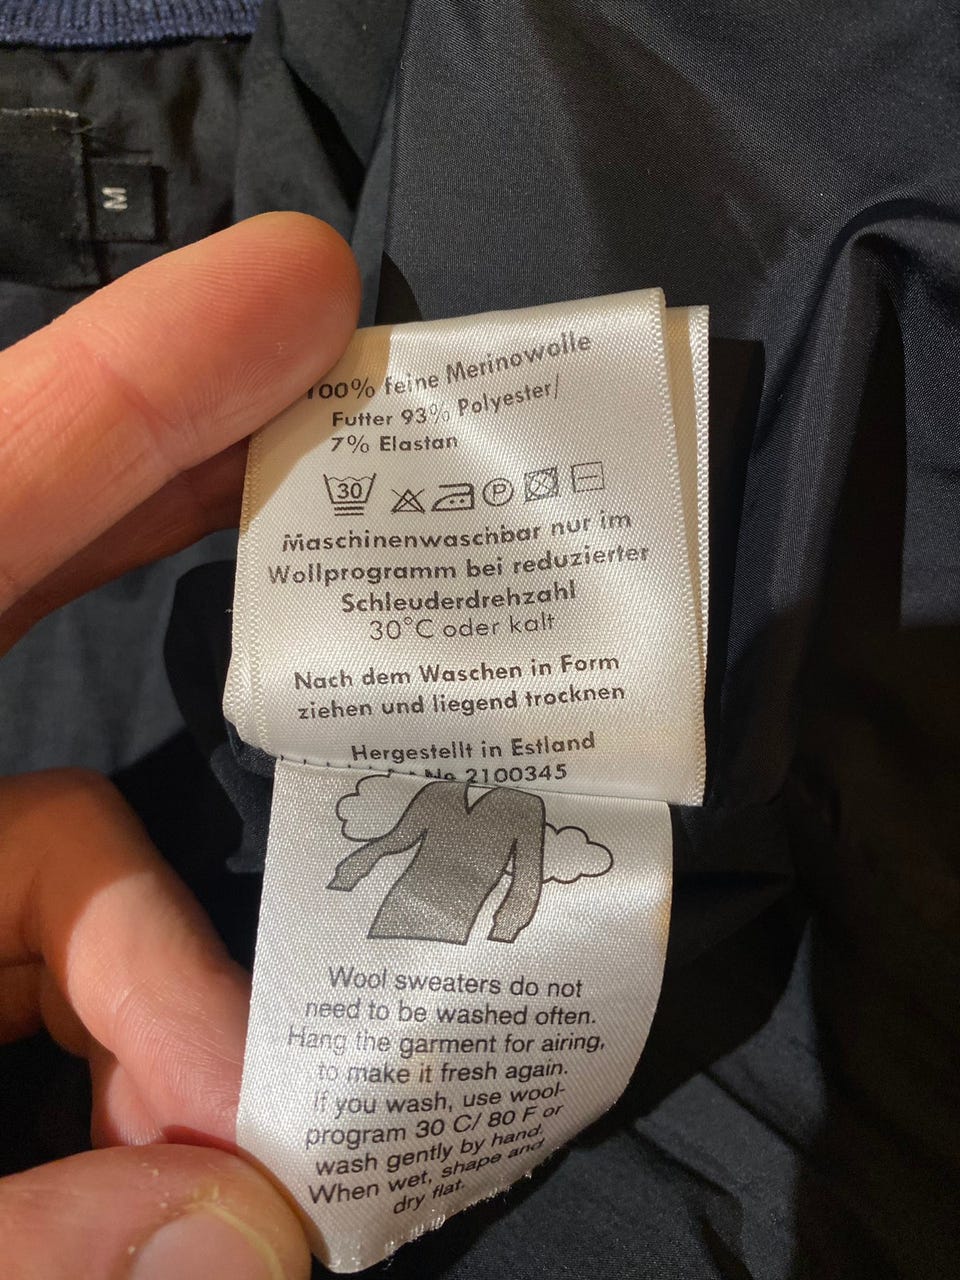 M
100% feine Merinowolle
Futter 93% Polyester/
7% Elastan
30
P
Maschinenwaschbar nur im
Wollprogramm bei reduzierter
Schleuderdrehzahl
30°C oder kalt
Nach dem Waschen in Form
ziehen und liegend trocknen
Hergestellt in Estland
No 2100345
Wool sweaters do not
need to be washed often.
Hang the garment for airing,
to make it fresh again.
If you wash, use wool-
program 30 C/ 80 F or
wash gently by hand.
When wet, shape and
dry flat.